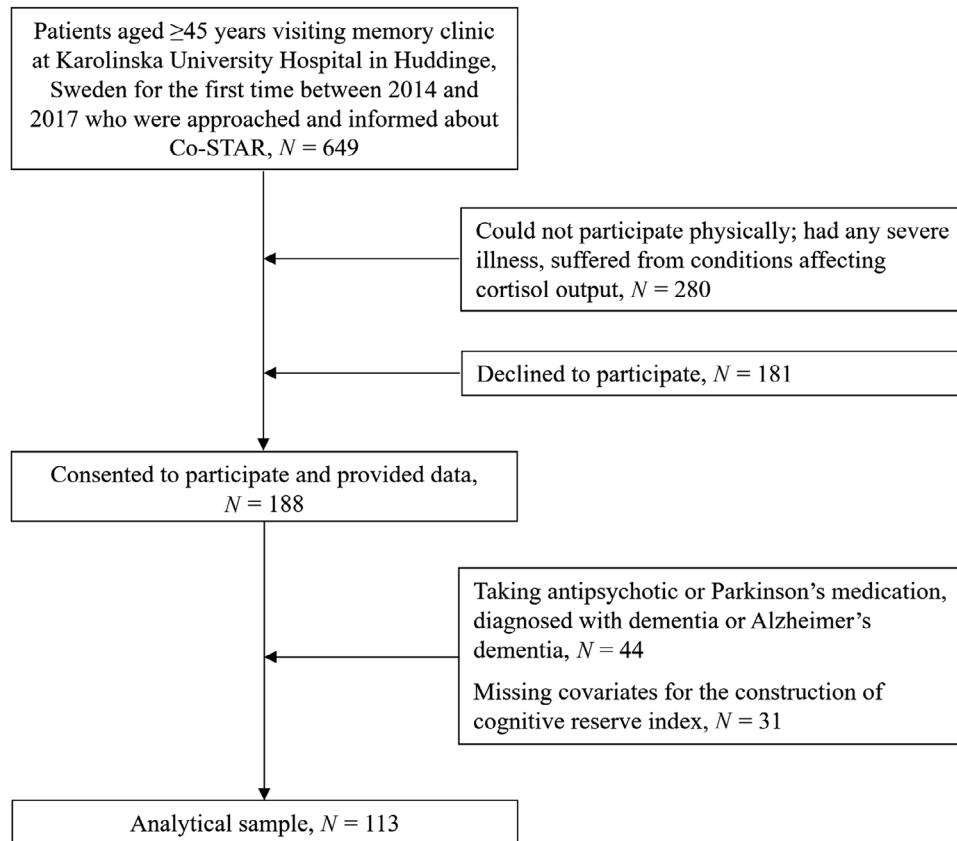 Patients aged ≥45 years visiting memory clinic
at Karolinska University Hospital in Huddinge,
Sweden for the first time between 2014 and
2017 who were approached and informed about
Co-STAR, N = 649
Could not participate physically; had any severe
illness, suffered from conditions affecting
cortisol output, N = 280
Declined to participate, N = 181
Consented to participate and provided data,
N = 188
Taking antipsychotic or Parkinson’s medication,
diagnosed with dementia or Alzheimer’s
dementia, N = 44
Missing covariates for the construction of
cognitive reserve index, N = 31
Analytical sample, N = 113